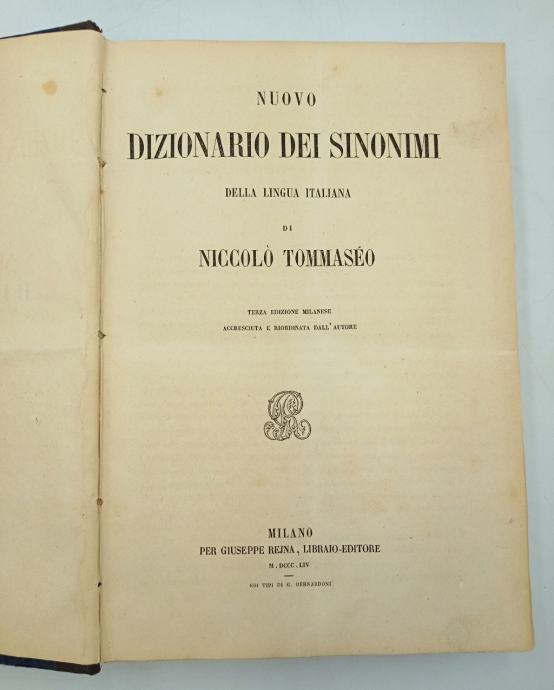 NUOVO
DIZIONARIO DEI SINONIMI
DELLA LINGUA ITALIANA
DI
NICCOLÒ TOMMASÉO
TERZA EDIZIONE MILANESE
ACCRESCIUTA E RIORDINATA DALL' AUTORE
MILANO
PER GIUSEPPE REJNA, LIBRAIO-EDITORE
M.DCCC.LIV
COI TIPI DI G. BERNARDONI